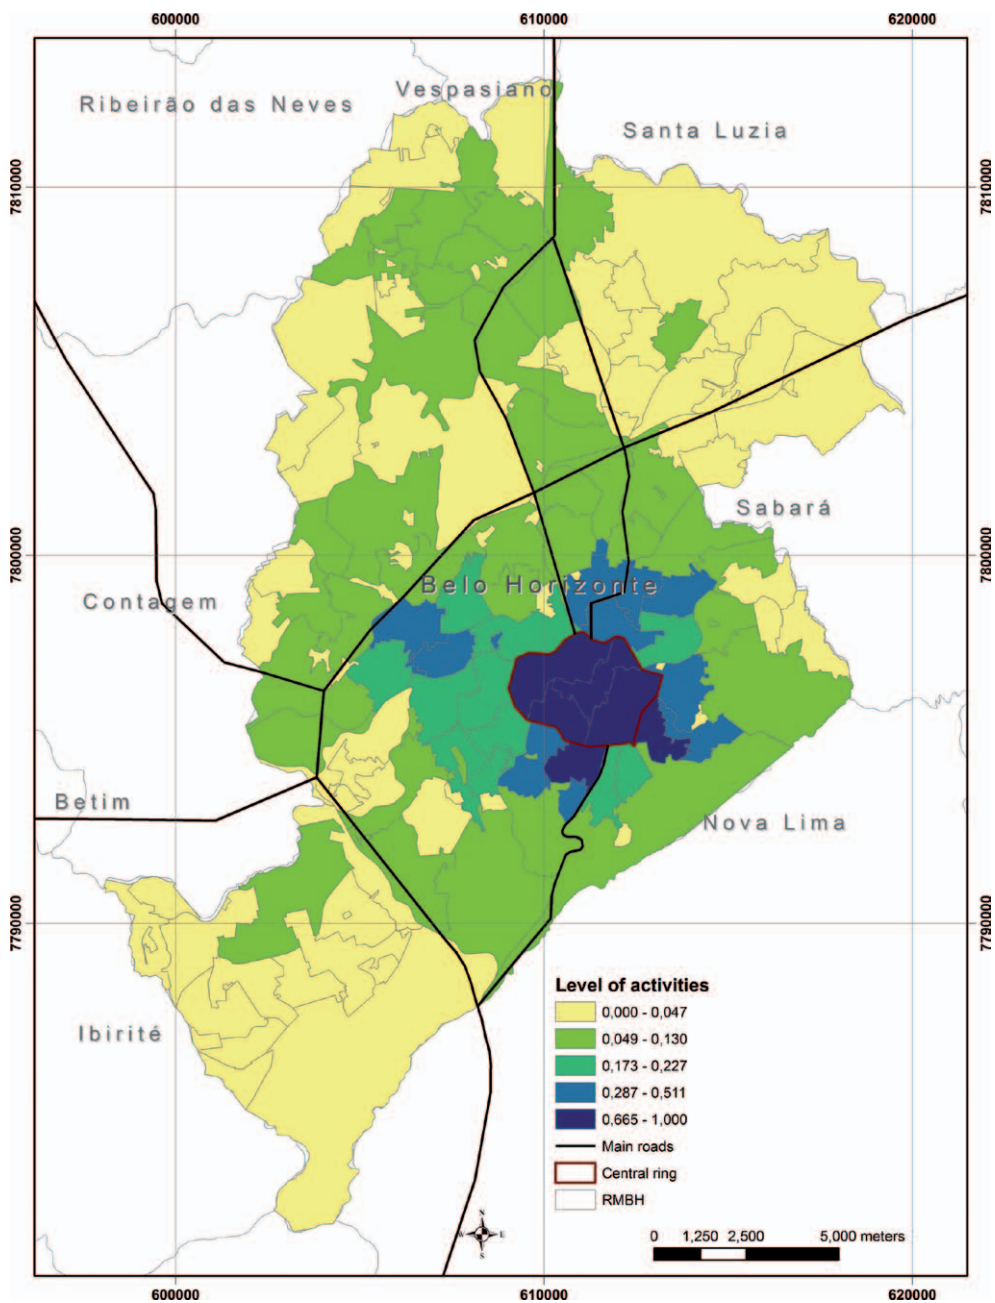 600000 610000 620000
Vespasiano
Ribeirão das Neves
Santa Luzia
7810000 7810000
Sabará
7800000 7800000
Belo Horizonte
Contagem
Betim
Nova Lima
7790000 7790000
Level of activities
0,000 - 0,047
0,049 - 0,130
Ibirité
0,173 - 0,227
0,287 - 0,511
0,665 - 1,000
Main roads
Central ring
RMBH
N
W E
S
0 1,250 2,500 5,000 meters
600000 610000 620000